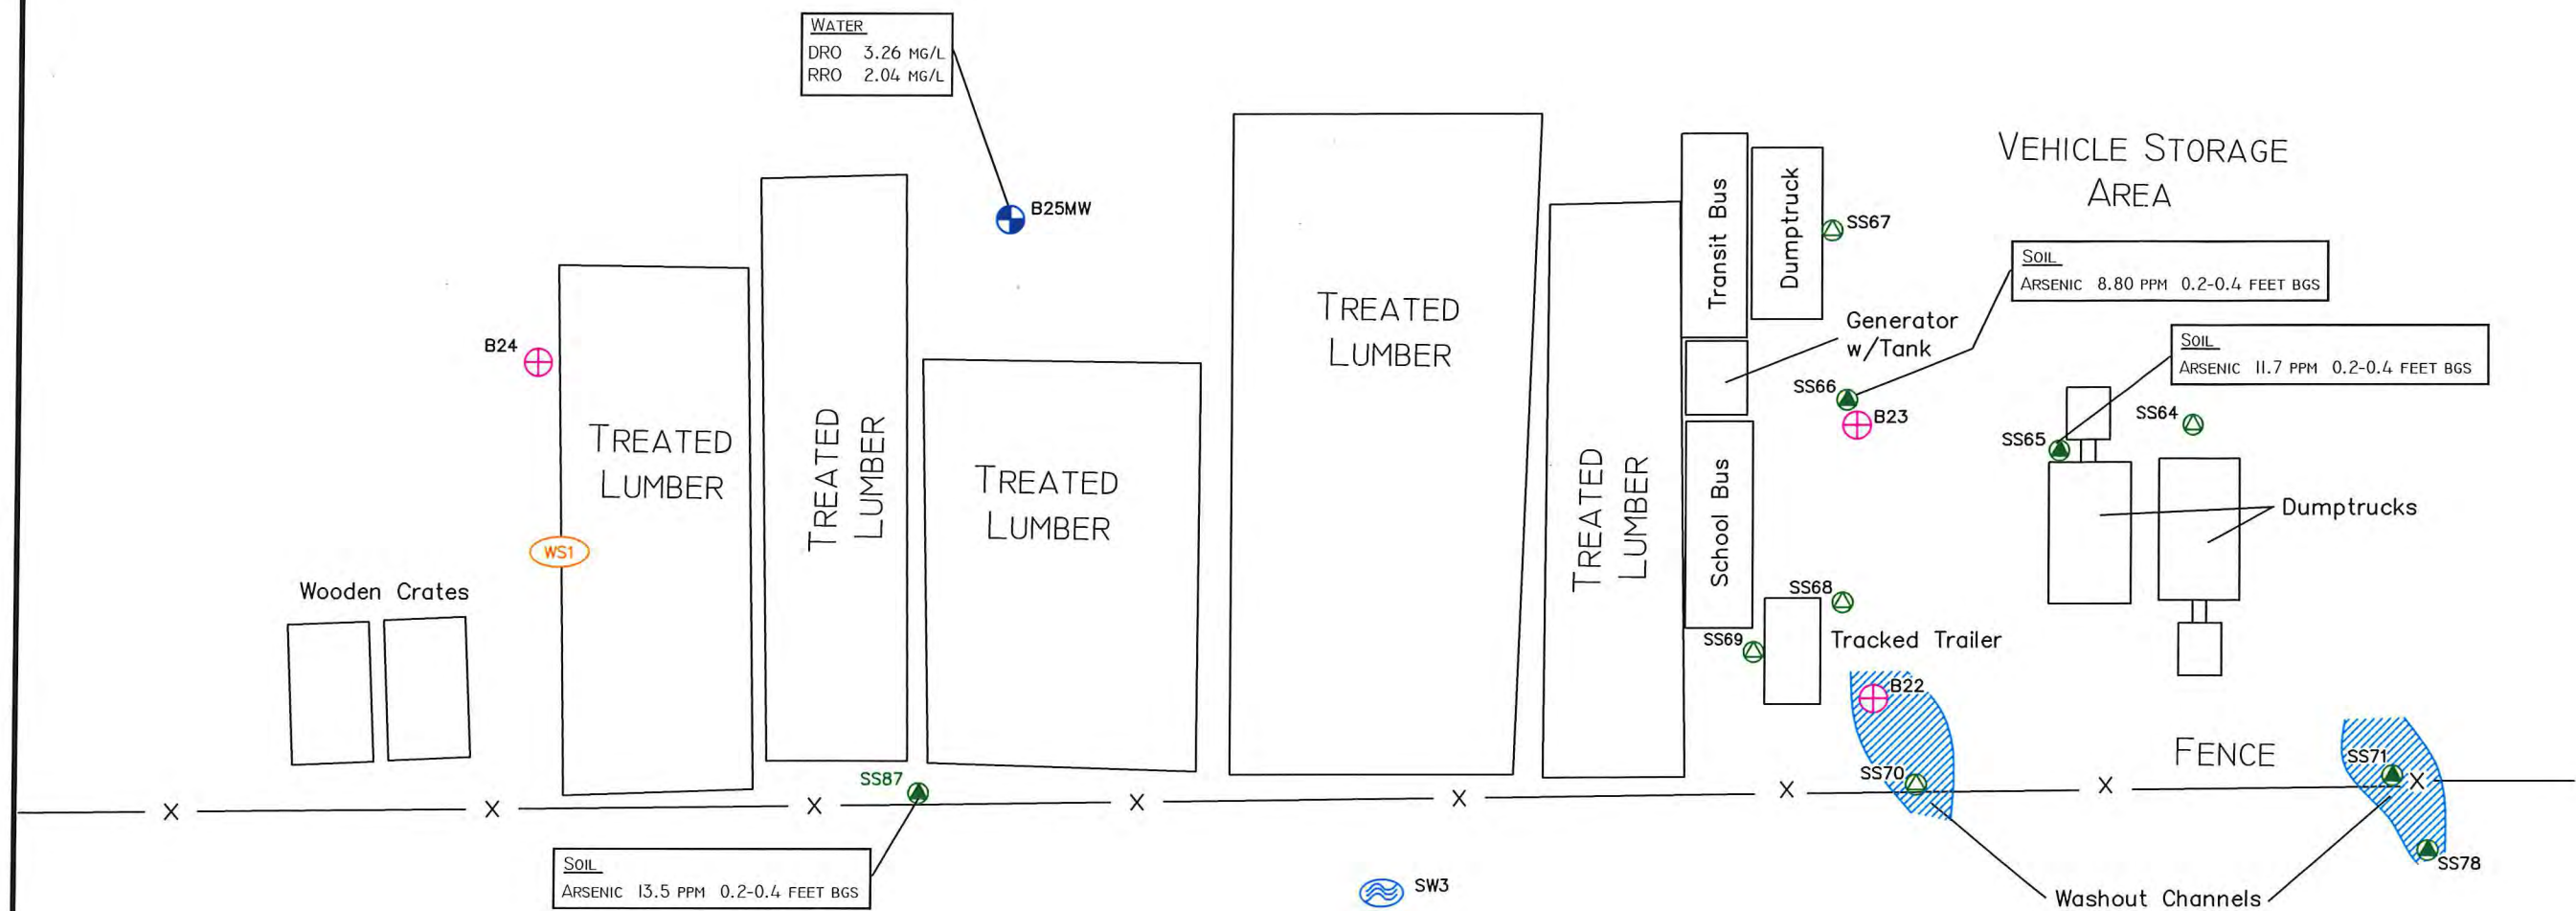 WATER
DRO 3.26 MG/L
RRO 2.04 MG/L
B25MW
VEHICLE STORAGE
AREA
Transit Bus
Dumptruck
SS67
SOIL
ARSENIC 8.80 PPM 0.2-0.4 FEET BGS
TREATED
LUMBER
Generator
w/Tank
SOIL
ARSENIC 11.7 PPM 0.2-0.4 FEET BGS
B24
SS66
B23
SS65
SS64
TREATED
LUMBER
TREATED
LUMBER
TREATED
LUMBER
TREATED
LUMBER
School Bus
Dumptrucks
WS1
Wooden Crates
SS68
SS69
Tracked Trailer
B22
FENCE
SS87
SS70
SS71
X X X X X X X X
SOIL
ARSENIC 13.5 PPM 0.2-0.4 FEET BGS
SW3
SS78
Washout Channels